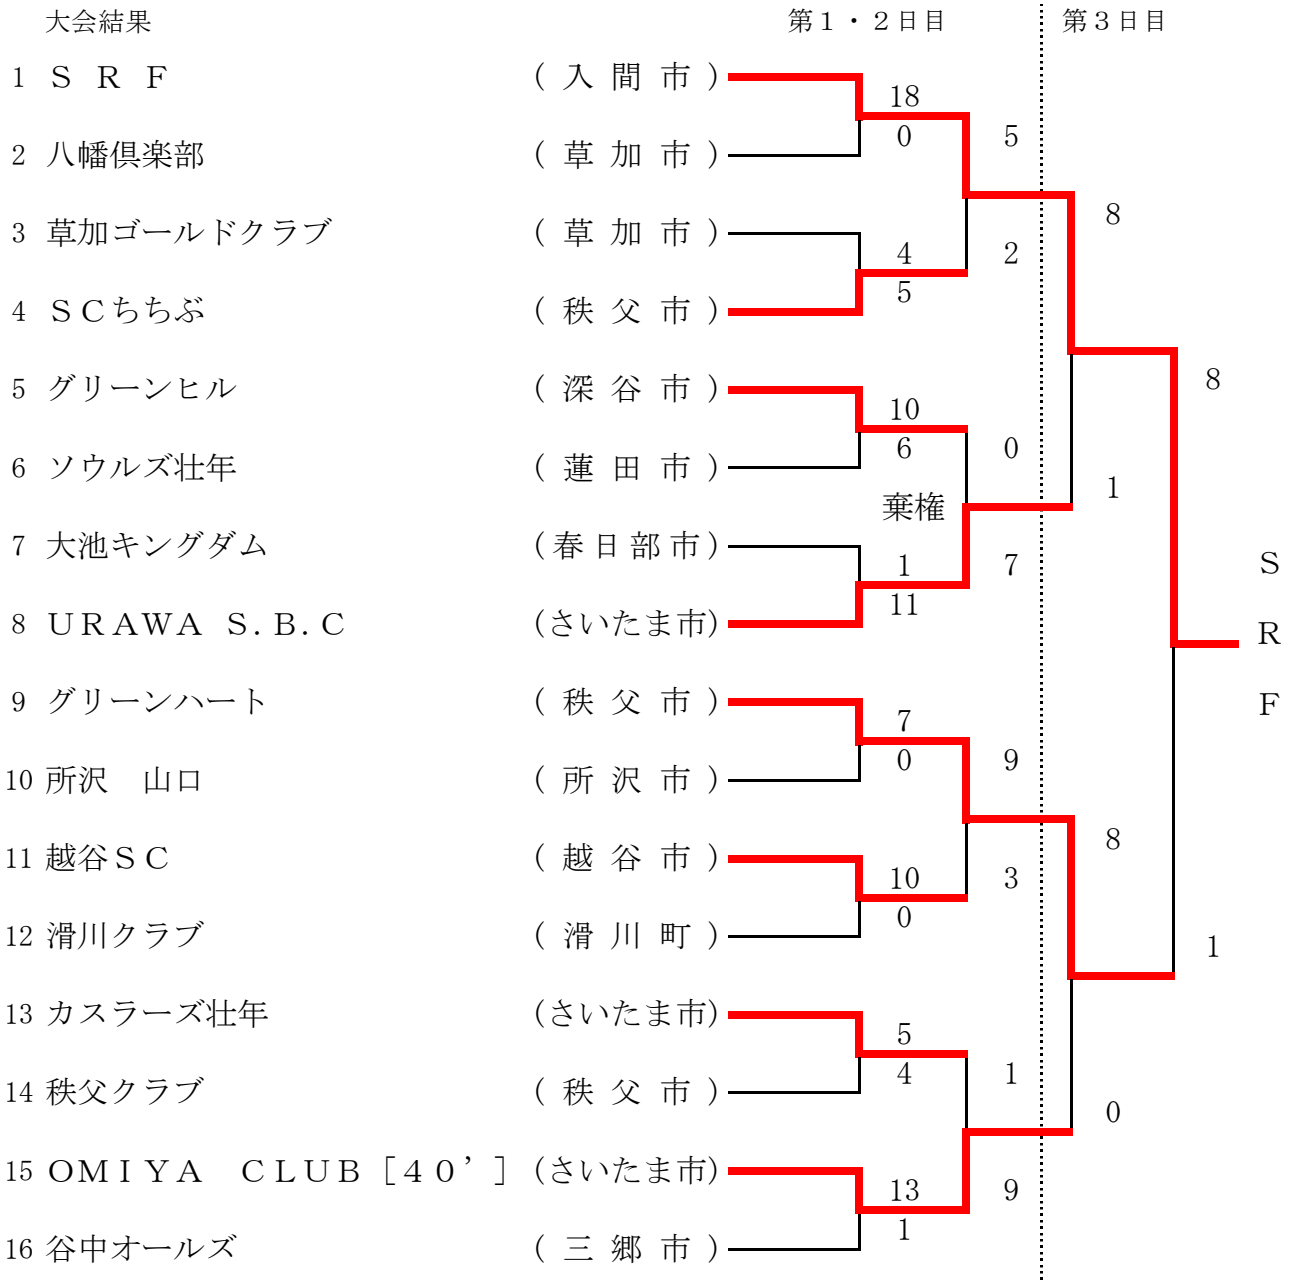 大会結果 第１・２日目 第３日目
1 Ｓ Ｒ Ｆ ( 入 間 市 )
18
0
5
2 八幡倶楽部 ( 草 加 市 )
8
3 草加ゴールドクラブ ( 草 加 市 )
4
5
2
4 ＳＣちちぶ ( 秩 父 市 )
8
5 グリーンヒル ( 深 谷 市 )
10
6
0
6 ソウルズ壮年 ( 蓮 田 市 )
1
棄権
7 大池キングダム (春日部市)
1
11
7
8 ＵＲＡＷＡ Ｓ.Ｂ.Ｃ (さいたま市)
Ｓ
Ｒ
Ｆ
9 グリーンハート ( 秩 父 市 )
7
0
9
10 所沢　山口 ( 所 沢 市 )
8
11 越谷ＳＣ ( 越 谷 市 )
10
0
3
12 滑川クラブ ( 滑 川 町 )
1
13 カスラーズ壮年 (さいたま市)
5
4
1
14 秩父クラブ ( 秩 父 市 )
0
15 ＯＭＩＹＡ　ＣＬＵＢ［４０’］ (さいたま市)
13
1
9
16 谷中オールズ ( 三 郷 市 )